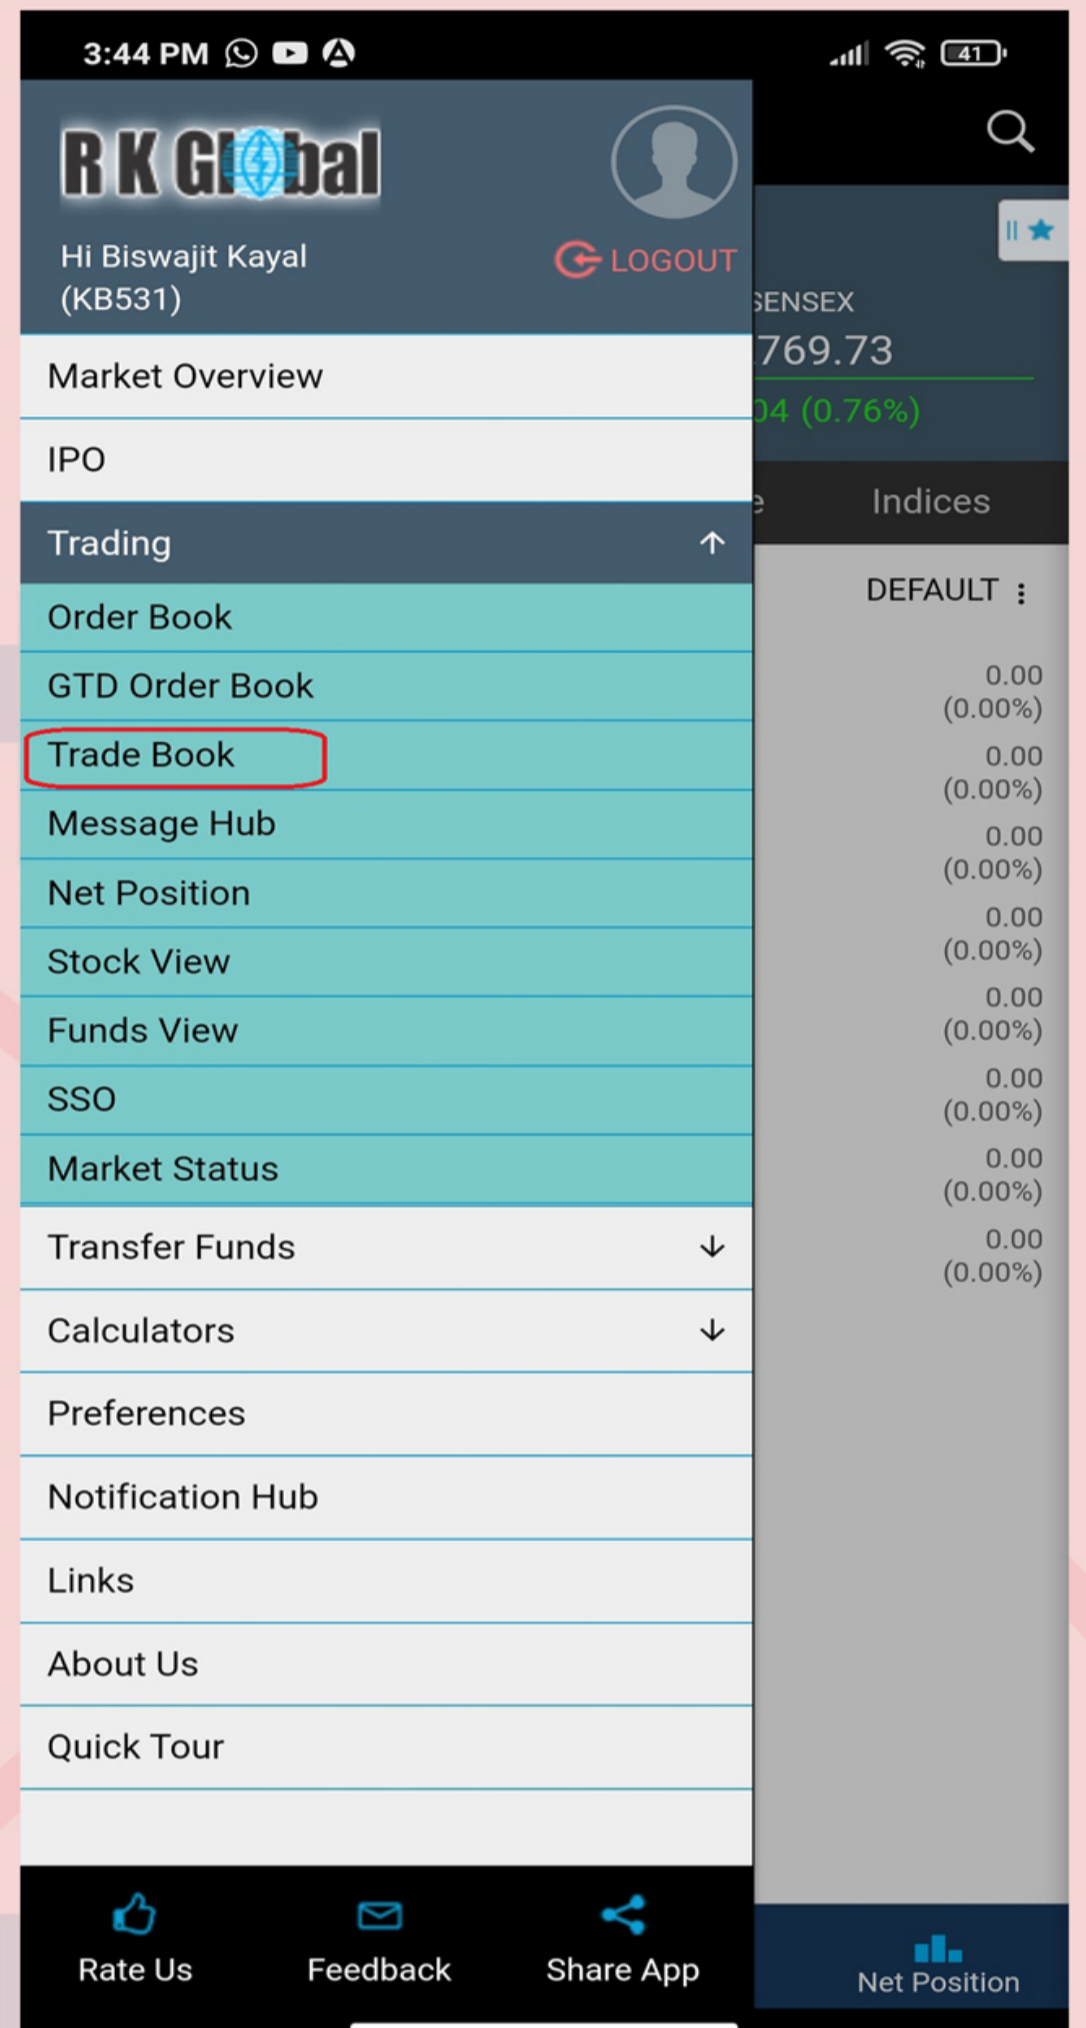 3:44 PM
41
R K Global
Hi Biswajit Kayal
(KB531)
LOGOUT
SENSEX
769.73
04 (0.76%)
Market Overview
IPO
Trading
Order Book
GTD Order Book
Trade Book
Message Hub
Net Position
Stock View
Funds View
SSO
Market Status
Transfer Funds
Calculators
Preferences
Notification Hub
Links
About Us
Quick Tour
Rate Us
Feedback
Share App
Indices
DEFAULT
0.00
(0.00%)
0.00
(0.00%)
0.00
(0.00%)
0.00
(0.00%)
0.00
(0.00%)
0.00
(0.00%)
0.00
(0.00%)
0.00
(0.00%)
Net Position